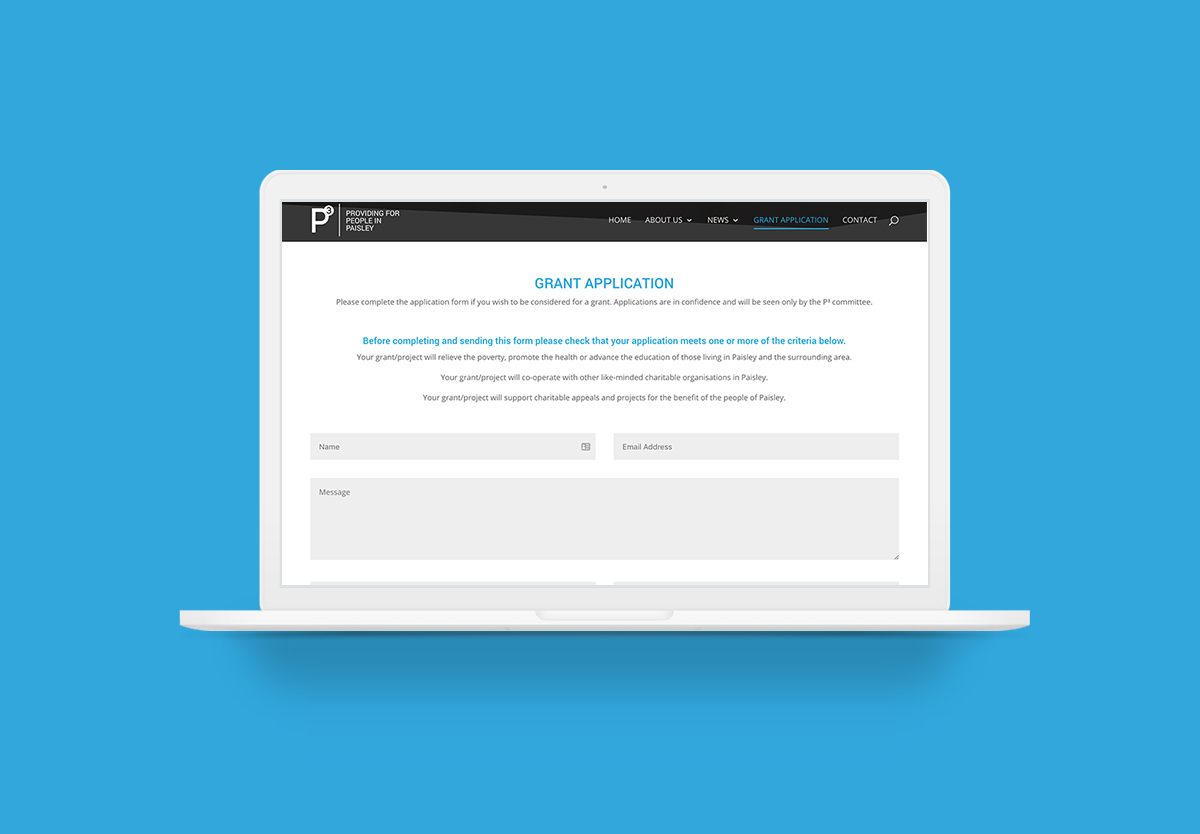 P3
PROVIDING FOR
PEOPLE IN
PAISLEY
HOME ABOUT US NEWS GRANT APPLICATION CONTACT
GRANT APPLICATION
Please complete the application form if you wish to be considered for a grant. Applications are in confidence and will be seen only by the P³ committee.
Before completing and sending this form please check that your application meets one or more of the criteria below.
Your grant/project will relieve the poverty, promote the health or advance the education of those living in Paisley and the surrounding area.
Your grant/project will co-operate with other like-minded charitable organisations in Paisley.
Your grant/project will support charitable appeals and projects for the benefit of the people of Paisley.
Name Email Address
Message